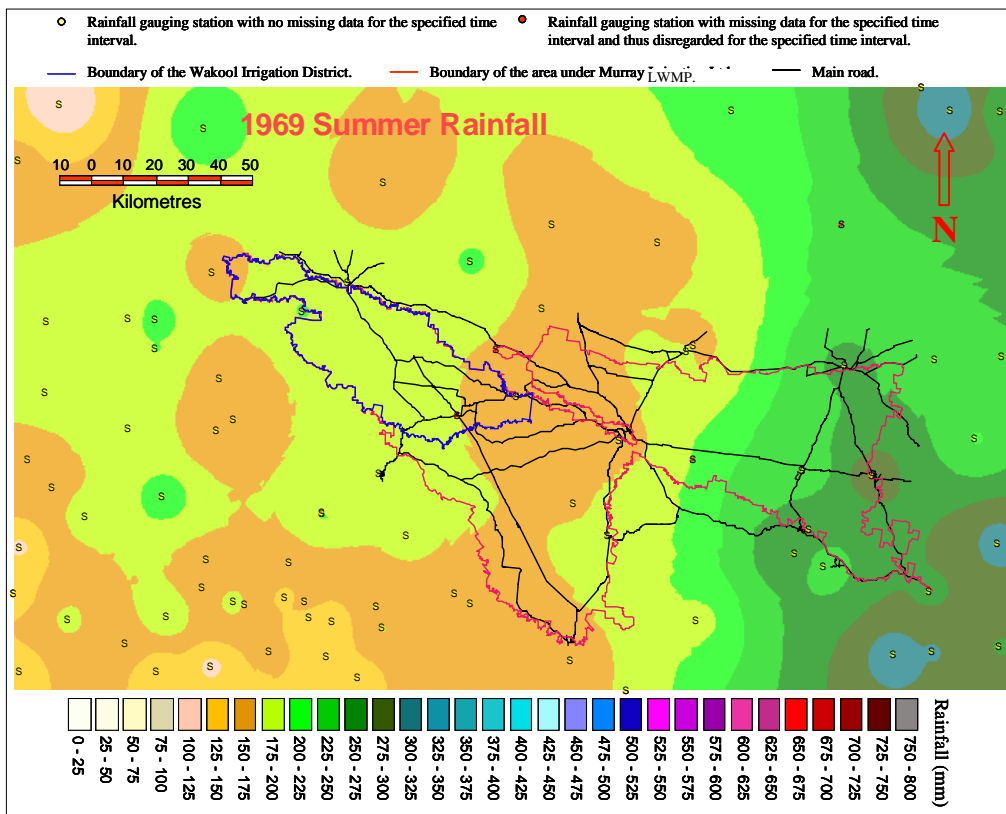 Rainfall gauging station with no missing data for the specified time
interval.
Rainfall gauging station with missing data for the specified time
interval and thus disregarded for the specified time interval.
Boundary of the Wakool Irrigation District.
Boundary of the area under Murray
LWMP.
Main road.
1969 Summer Rainfall
10 0 10 20 30 40 50
Kilometres
N
0 - 25
25 - 50
50 - 75
75 - 100
100 - 125
125 - 150
150 - 175
175 - 200
200 - 225
225 - 250
250 - 275
275 - 300
300 - 325
325 - 350
350 - 375
375 - 400
400 - 425
425 - 450
450 - 475
475 - 500
500 - 525
525 - 550
550 - 575
575 - 600
600 - 625
625 - 650
650 - 675
675 - 700
700 - 725
725 - 750
750 - 800
Rainfall (mm)